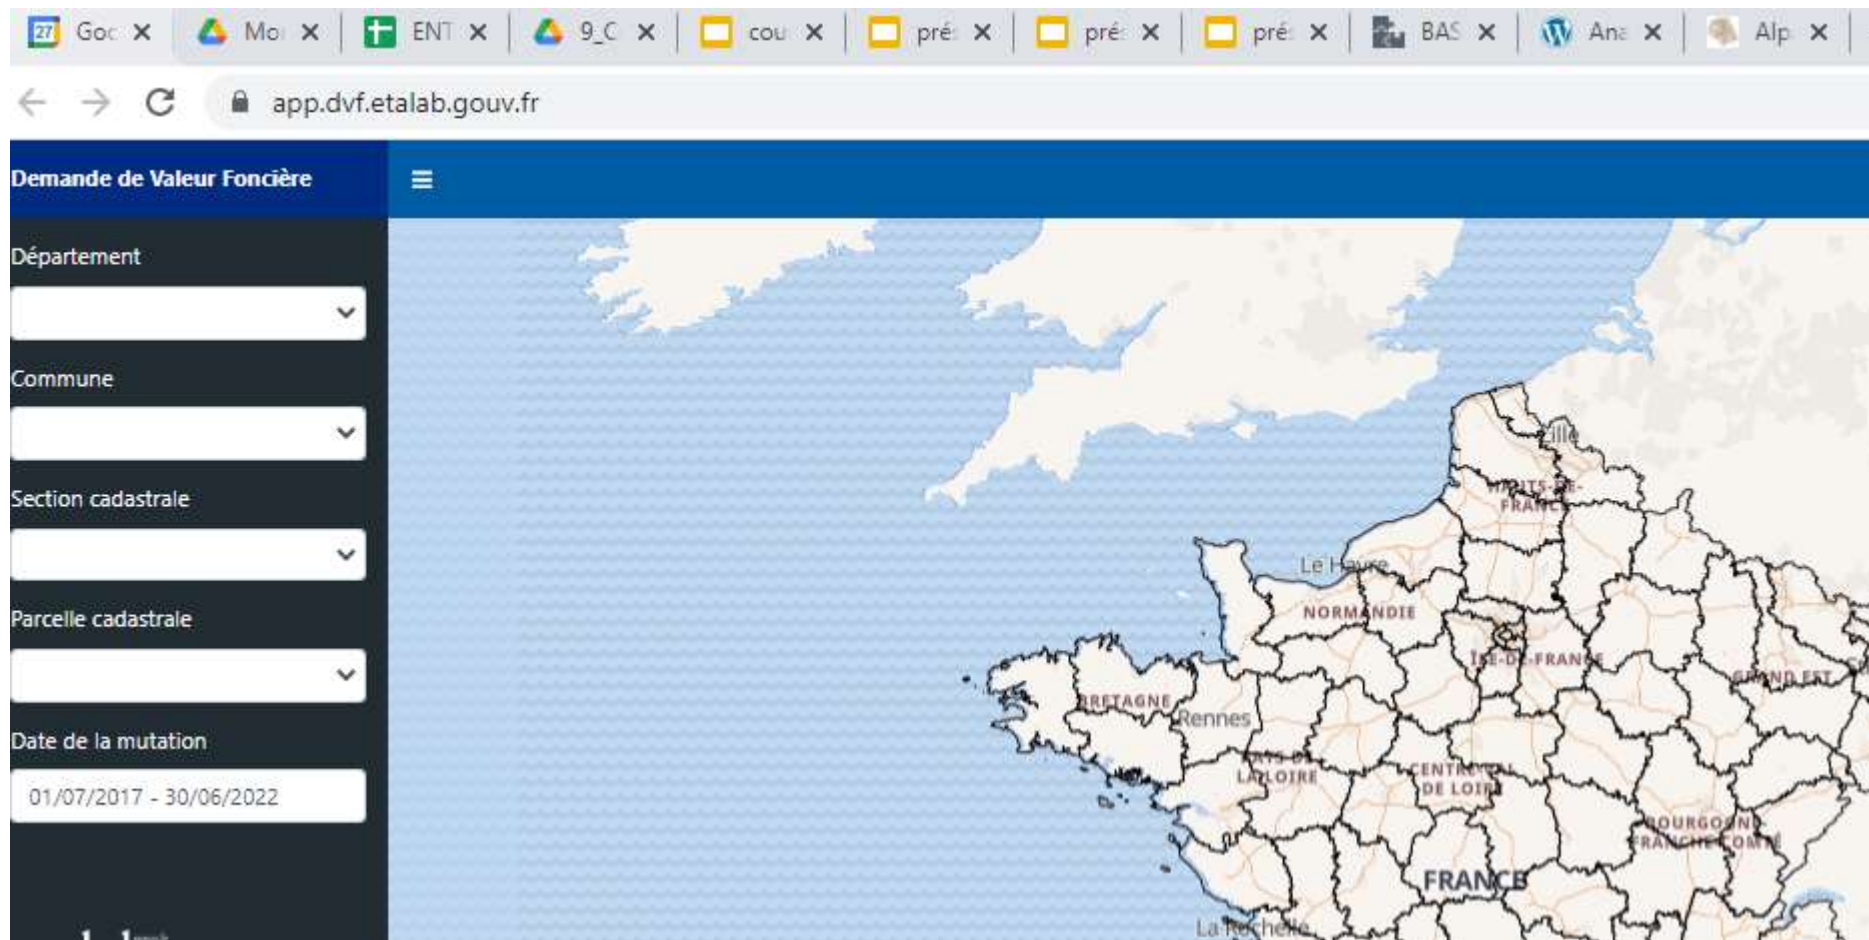 27 Goo Mo ENT 9_C cou pré pré pré BAS Ana Alp
app.dvf.etalab.gouv.fr
Demande de Valeur Foncière
Département
Commune
Section cadastrale
Parcelle cadastrale
Date de la mutation
01/07/2017 - 30/06/2022
Lille
HAUTS-DE-
FRANCE
Le Havre
NORMANDIE
ÎLE-DE-FRANCE
GRAND EST
BRETAGNE
Rennes
PAYS DE
LA LOIRE
CENTRE-VAL
DE LOIRE
BOURGOGNE-
FRANCHE-COMTÉ
FRANCE
La Rochelle